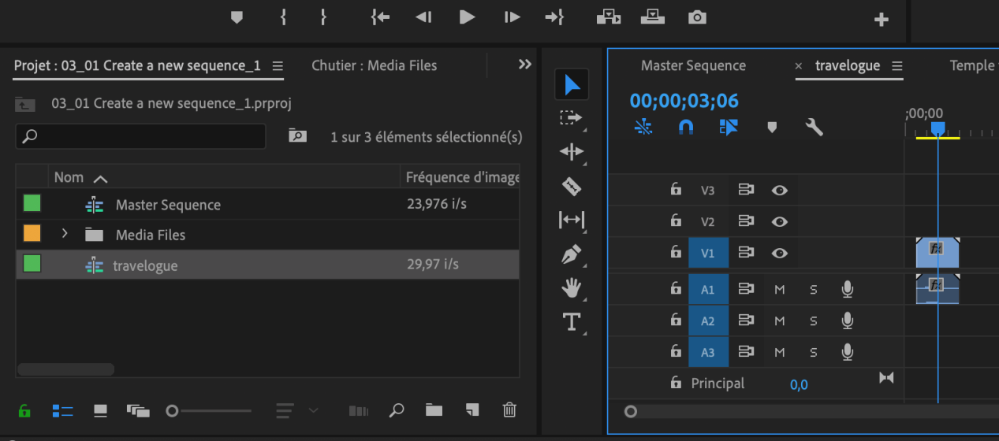 Projet : 03_01 Create a new sequence_1
Chutier : Media Files
03_01 Create a new sequence_1.prproj
1 sur 3 éléments sélectionné(s)
Nom
Fréquence d'image
Master Sequence
23,976 i/s
Media Files
travelogue
29,97 i/s
Master Sequence
× travelogue
Temple
00;00;03;06
;00;00
V3
V2
V1
fx
A1 M S
fx
A2 M S
A3 M S
Principal
0,0